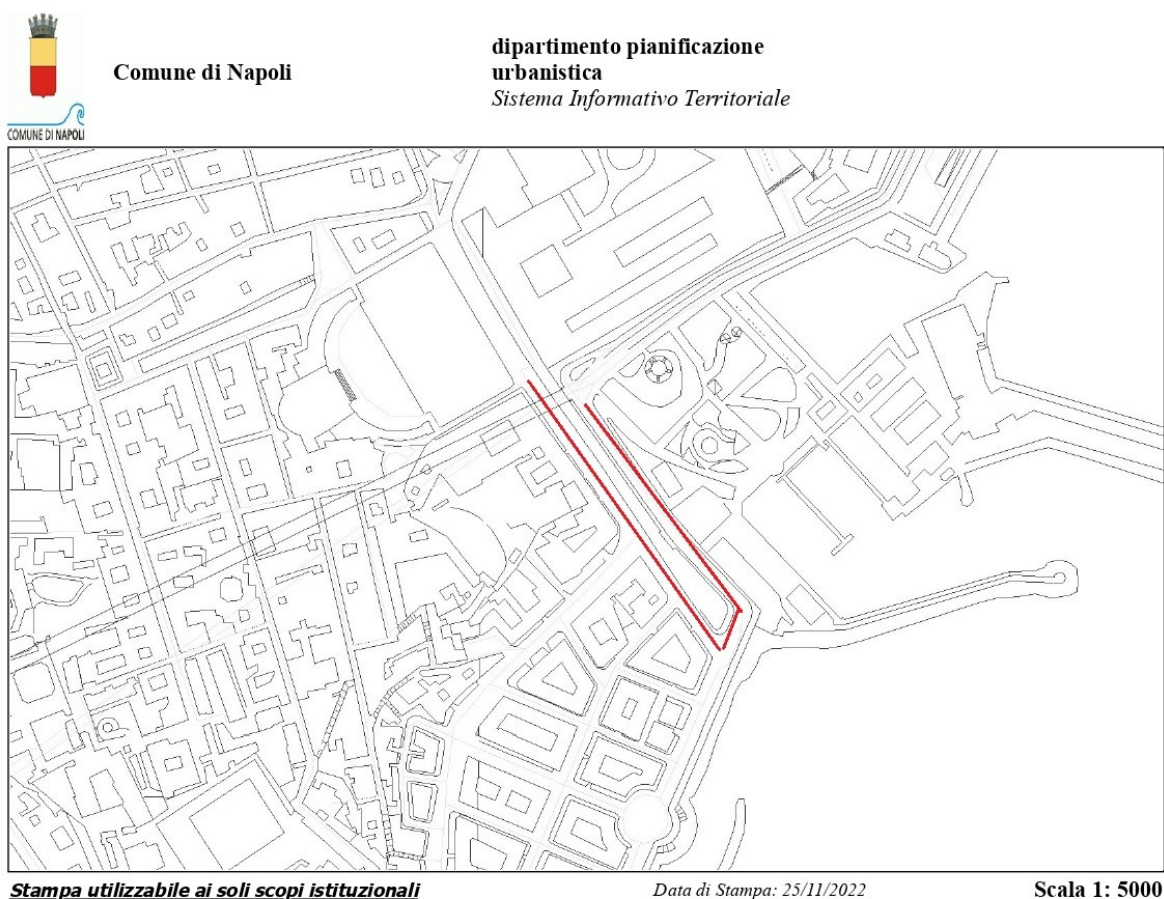 Comune di Napoli
dipartimento pianificazione
urbanistica
Sistema Informativo Territoriale
COMUNE DI NAPOLI
Stampa utilizzabile ai soli scopi istituzionali
Data di Stampa: 25/11/2022
Scala 1: 5000